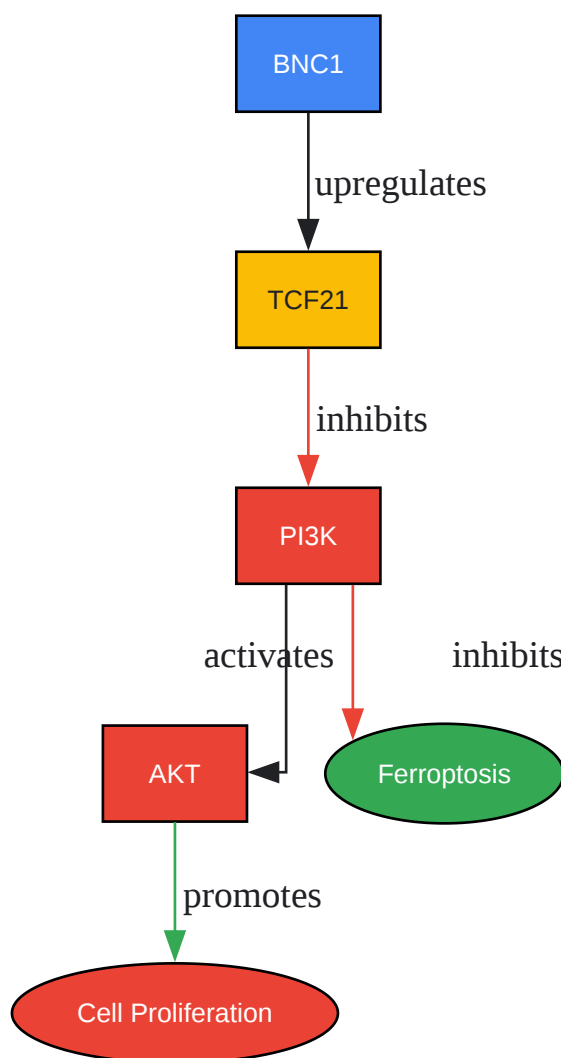 BNC1
upregulates
TCF21
inhibits
PI3K
activates
inhibits
AKT
Ferroptosis
promotes
Cell Proliferation